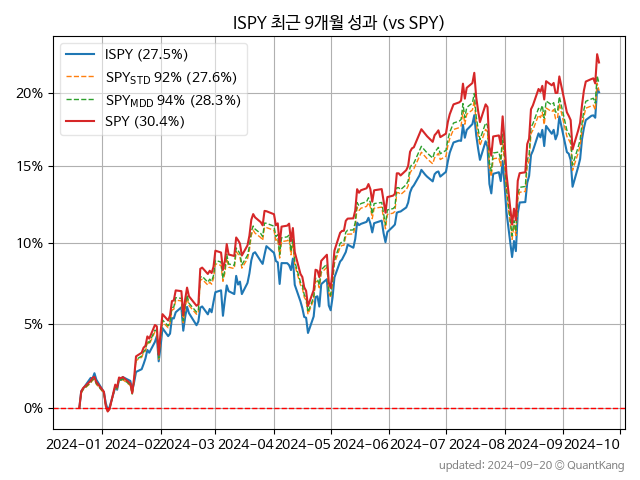 ISPY 최근 9개월 성과 (vs SPY)
ISPY (27.5%)
SPY_STD 92% (27.6%)
SPY_MDD 94% (28.3%)
SPY (30.4%)
20%
15%
10%
5%
0%
2024-01 2024-02 2024-03 2024-04 2024-05 2024-06 2024-07 2024-08 2024-09 2024-10
updated: 2024-09-20 © QuantKang